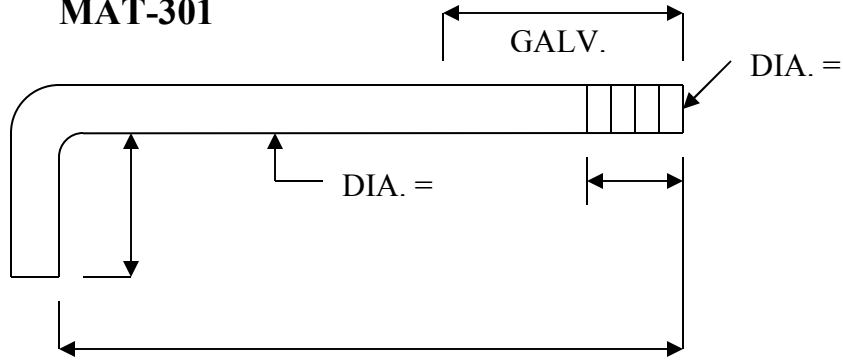 MAT-301
GALV.
DIA. =
DIA. =